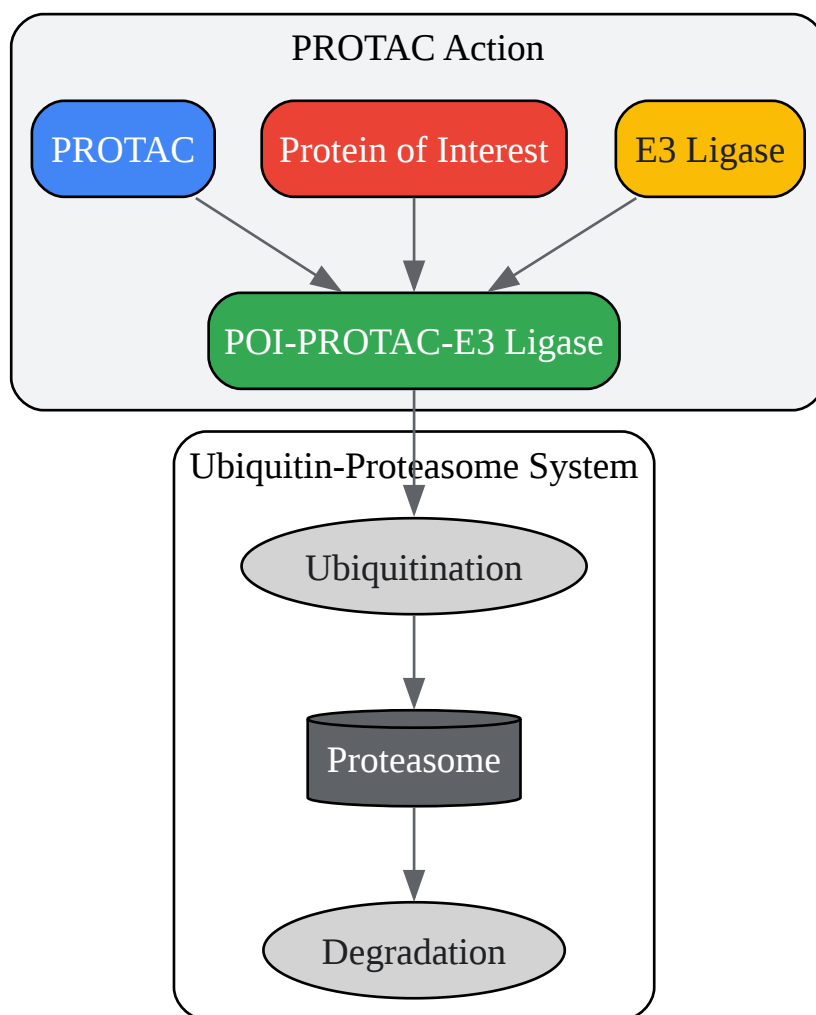 PROTAC Action
PROTAC
Protein of Interest
E3 Ligase
POI-PROTAC-E3 Ligase
Ubiquitin-Proteasome System
Ubiquitination
Proteasome
Degradation